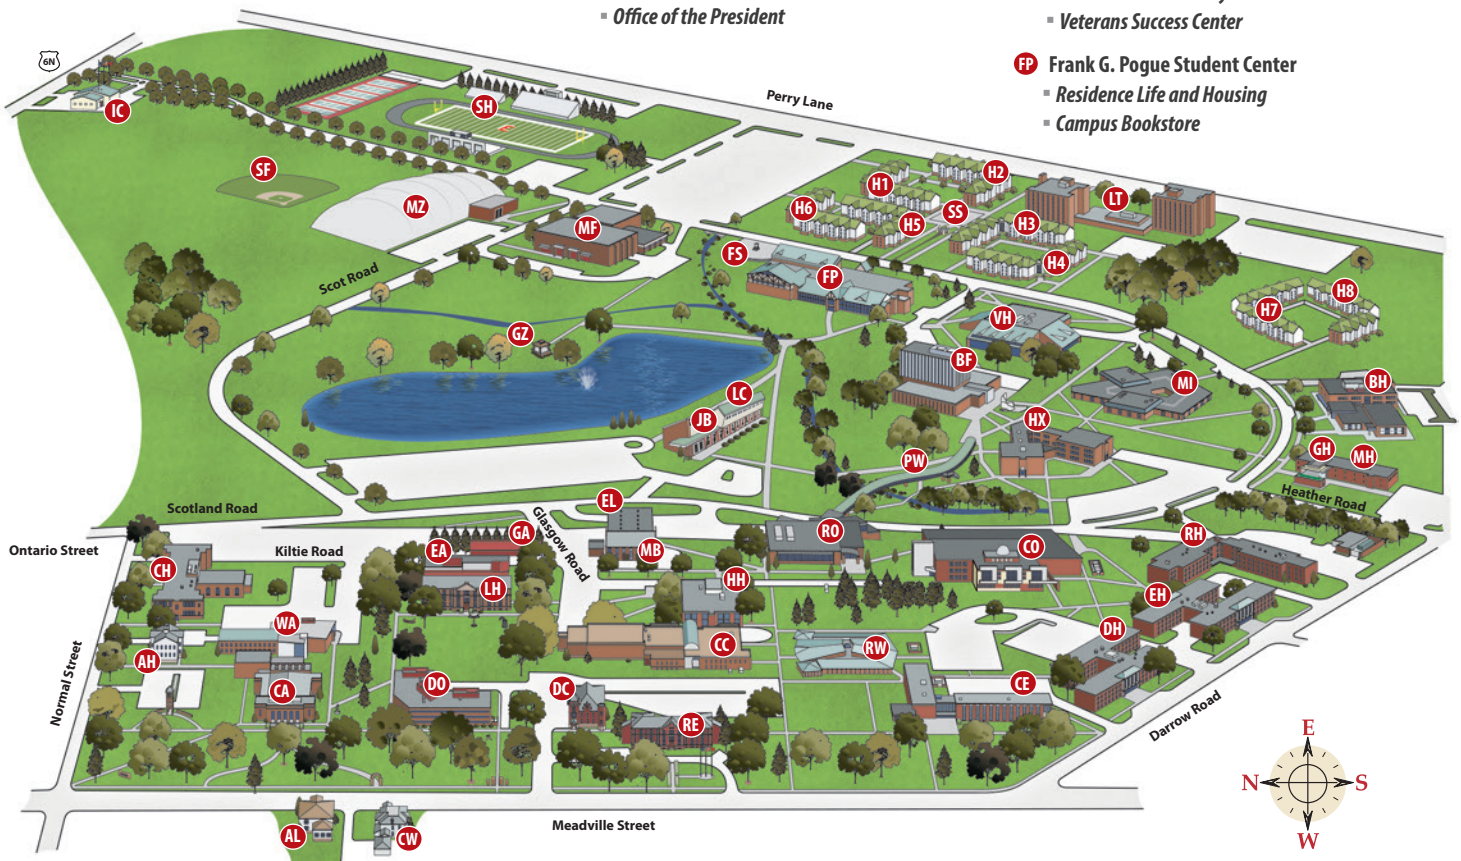 Office of the President
Veterans Success Center
FP Frank G. Pogue Student Center
Residence Life and Housing
Campus Bookstore
6N
IC
SH
Perry Lane
SF
MZ
MF
H1
H2
H6
H5
SS
LT
H3
H4
FS
FP
Scot Road
H7
H8
GZ
VH
BF
MI
BH
LC
JB
HX
PW
GH
MH
Heather Road
Scotland Road
Ontario Street
Kiltie Road
Glasgow Road
EL
GA
EA
MB
RO
CO
RH
CH
LH
HH
EH
WA
AH
CC
RW
DH
CA
DO
DC
CE
RE
Normal Street
Darrow Road
E
N
S
W
Meadville Street
AL
CW